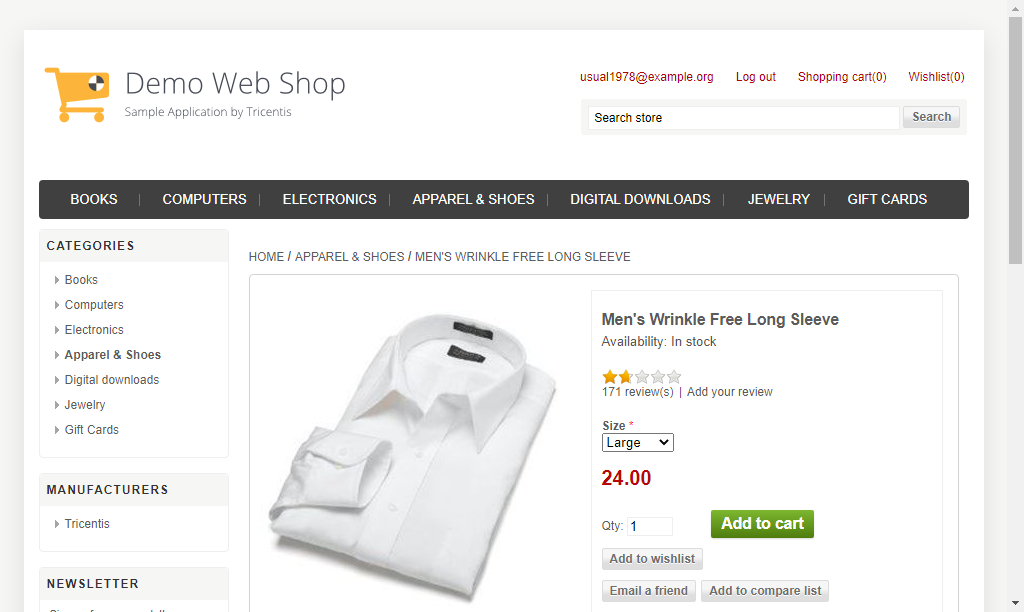 Demo Web Shop
Sample Application by Tricentis
usual1978@example.org Log out Shopping cart(0) Wishlist(0)
Search store Search
BOOKS COMPUTERS ELECTRONICS APPAREL & SHOES DIGITAL DOWNLOADS JEWELRY GIFT CARDS
CATEGORIES
Books
Computers
Electronics
Apparel & Shoes
Digital downloads
Jewelry
Gift Cards
MANUFACTURERS
Tricentis
NEWSLETTER
HOME / APPAREL & SHOES / MEN'S WRINKLE FREE LONG SLEEVE
Men's Wrinkle Free Long Sleeve
Availability: In stock
171 review(s) | Add your review
Size *
Large
24.00
Qty: 1 Add to cart
Add to wishlist
Email a friend Add to compare list